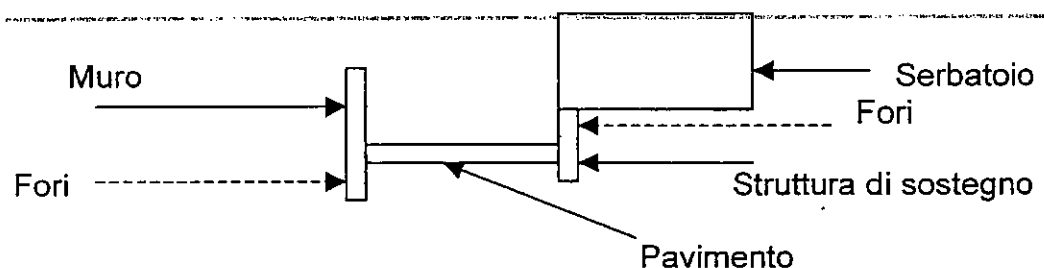 Muro
Serbatoio
Fori
Fori
Struttura di sostegno
Pavimento